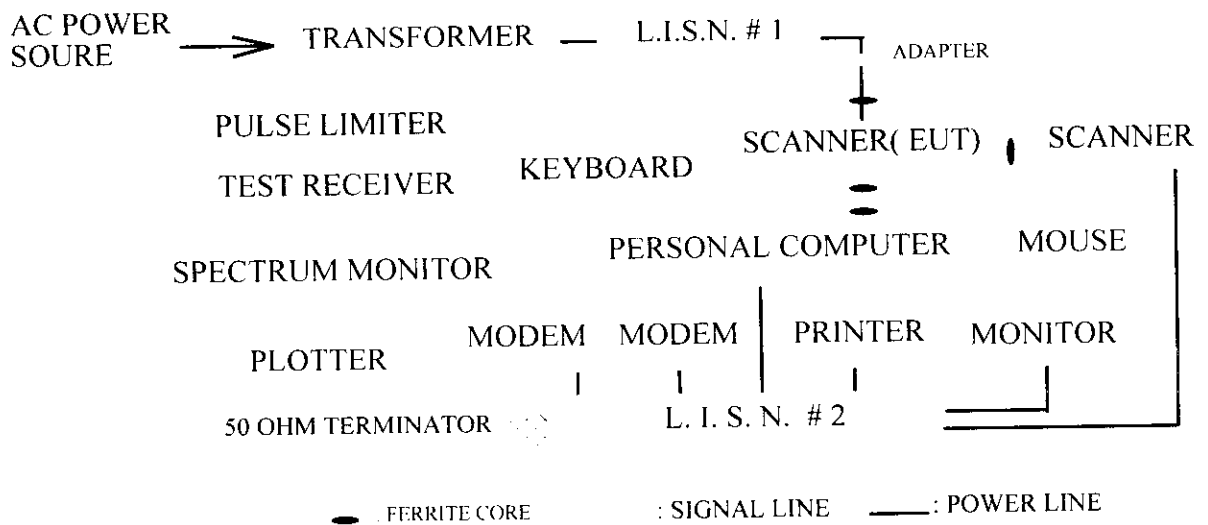 AC POWER SOURE
TRANSFORMER
L.I.S.N. # 1
ADAPTER
PULSE LIMITER
SCANNER( EUT)
SCANNER
TEST RECEIVER
KEYBOARD
PERSONAL COMPUTER
MOUSE
SPECTRUM MONITOR
MODEM
MODEM
PRINTER
MONITOR
PLOTTER
50 OHM TERMINATOR
L. I. S. N. # 2
: FERRITE CORE
: SIGNAL LINE
: POWER LINE